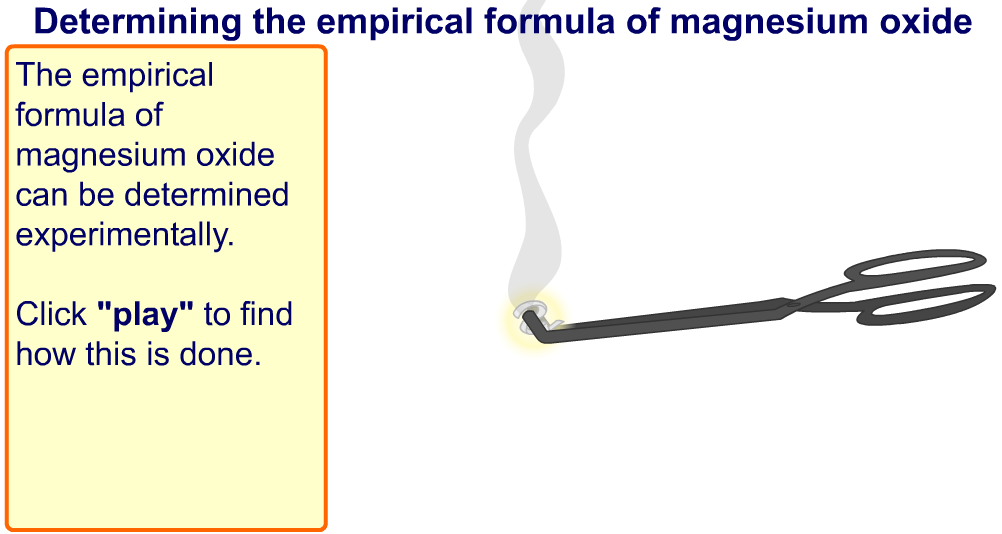 Determining the empirical formula of magnesium oxide
The empirical
formula of
magnesium oxide
can be determined
experimentally.
Click "play" to find
how this is done.